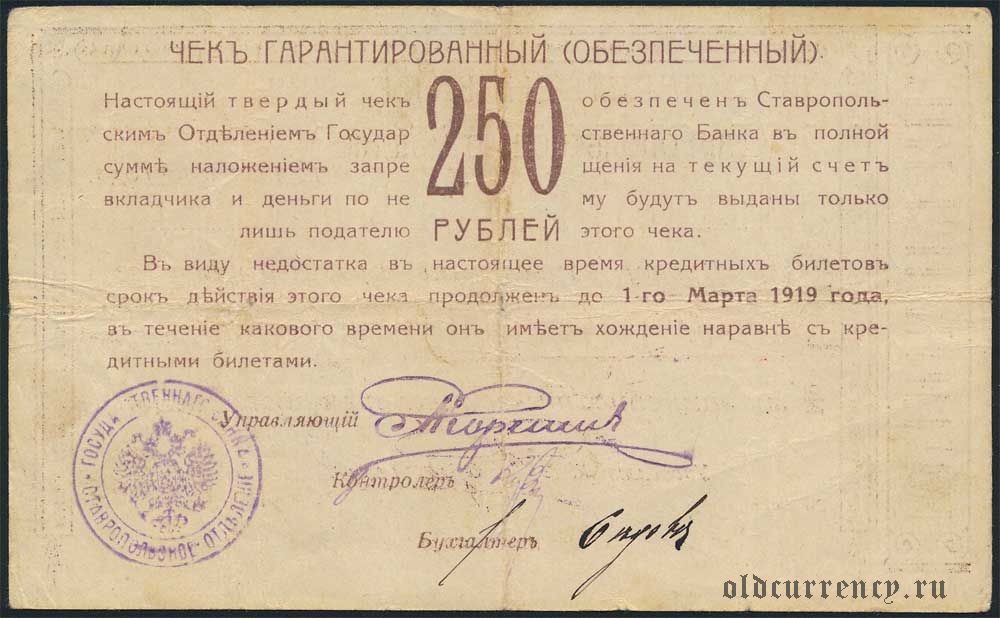 ЧЕКЪ ГАРАНТИРОВАННЫЙ (ОБЕЗПЕЧЕННЫЙ).
Настоящій твердый чекъ обезпеченъ Ставрополь-
скимъ Отдѣленіемъ Государ 250 ственнаго Банка въ полной
суммѣ наложеніемъ запре щенія на текущій счетъ
вкладчика и деньги по не му будутъ выданы только
лишь подателю РУБЛЕЙ этого чека.
Въ виду недостатка въ настоящее время кредитныхъ билетовъ
срокъ дѣйствія этого чека продолженъ до 1-го Марта 1919 года,
въ теченіе какового времени онъ имѣетъ хожденіе наравнѣ съ кре-
дитными билетами.
Управляющій
Контролеръ
Бухгалтеръ
ГОСУДАРСТВЕННАГО БАНКА
СТАВРОПОЛЬСКОЕ ОТДѢЛЕНІЕ
oldcurrency.ru